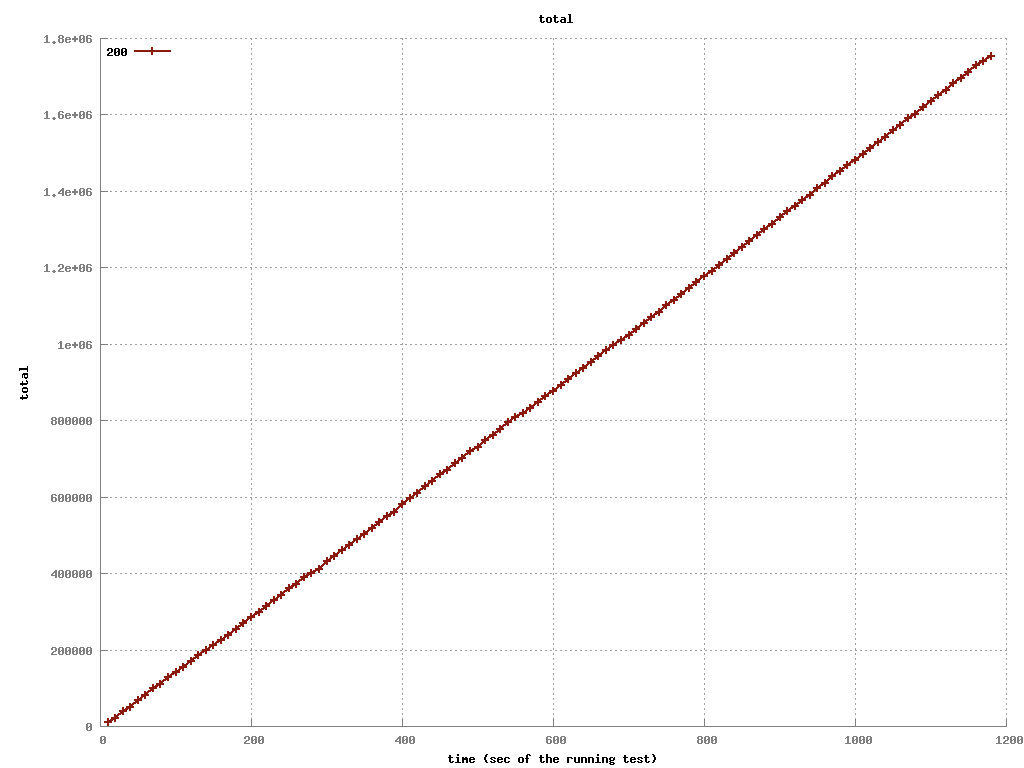 total
1.8e+06
200
1.6e+06
1.4e+06
1.2e+06
1e+06
total
800000
600000
400000
200000
0
0 200 400 600 800 1000 1200
time (sec of the running test)